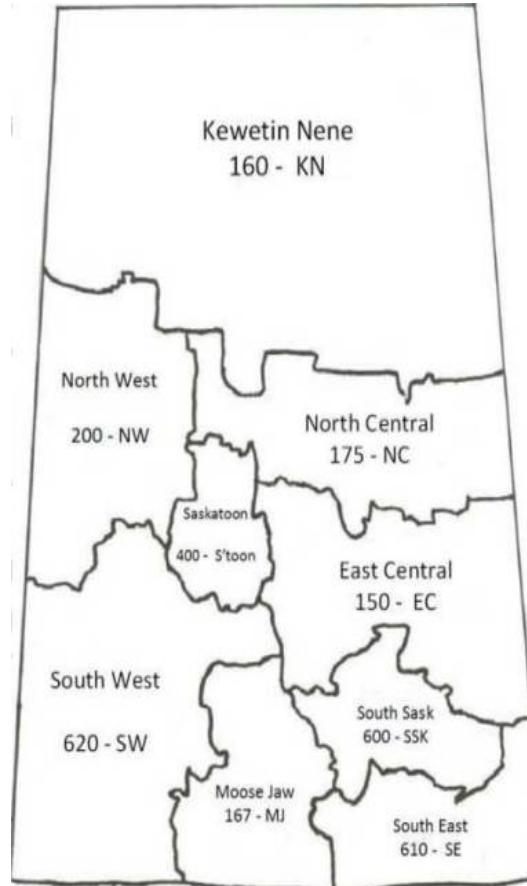 Kewetin Nene
160 - KN
North West
200 - NW
North Central
175 - NC
Saskatoon
400 - S'toon
East Central
150 - EC
South West
620 - SW
South Sask
600 - SSK
Moose Jaw
167 - MJ
South East
610 - SE